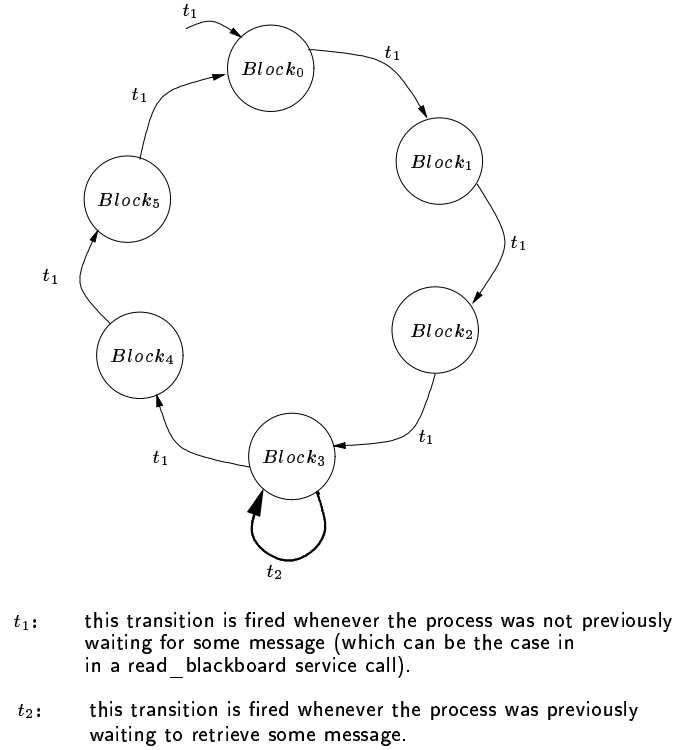 t₁
Block₀
t₁
t₁
Block₁
Block₅
t₁
t₁
Block₂
Block₄
t₁
t₁
Block₃
t₂
t₁: this transition is fired whenever the process was not previously
waiting for some message (which can be the case in
in a read_blackboard service call).
t₂: this transition is fired whenever the process was previously
waiting to retrieve some message.